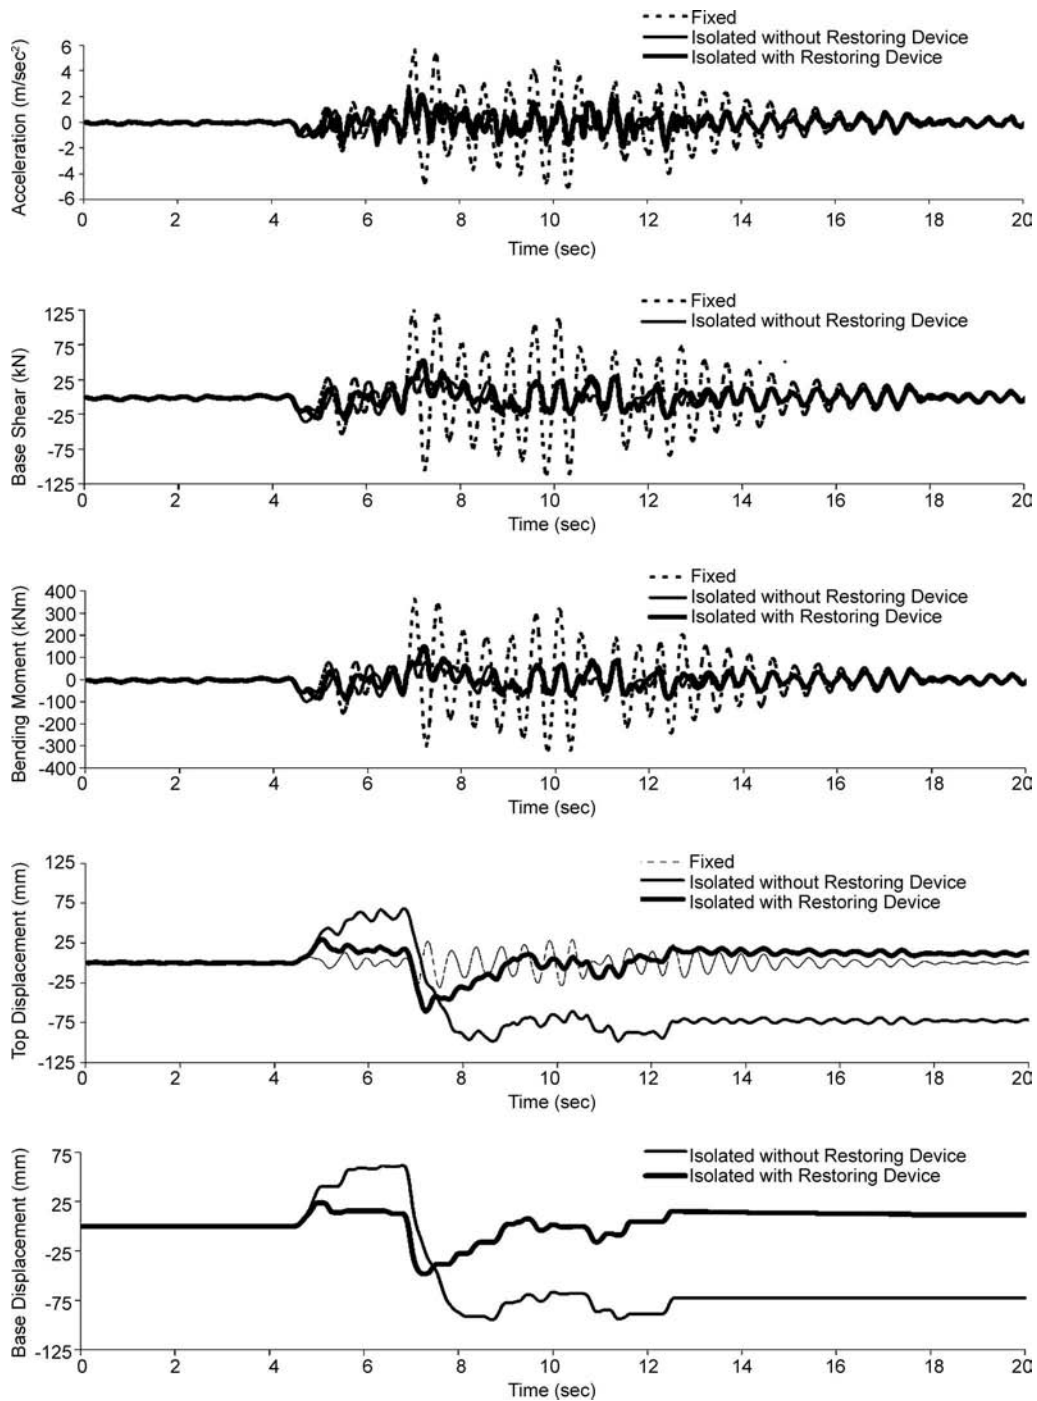 Fixed
Isolated without Restoring Device
Isolated with Restoring Device
Acceleration (m/sec²)
6
4
2
0
-2
-4
-6
0 2 4 6 8 10 12 14 16 18 20
Time (sec)
Fixed
Isolated without Restoring Device
Base Shear (kN)
125
75
25
-25
-75
-125
0 2 4 6 8 10 12 14 16 18 20
Time (sec)
Fixed
Isolated without Restoring Device
Isolated with Restoring Device
Bending Moment (kNm)
400
300
200
100
0
-100
-200
-300
-400
0 2 4 6 8 10 12 14 16 18 20
Time (sec)
Fixed
Isolated without Restoring Device
Isolated with Restoring Device
Top Displacement (mm)
125
75
25
-25
-75
-125
0 2 4 6 8 10 12 14 16 18 20
Time (sec)
Isolated without Restoring Device
Isolated with Restoring Device
Base Displacement (mm)
75
25
-25
-75
-125
0 2 4 6 8 10 12 14 16 18 20
Time (sec)